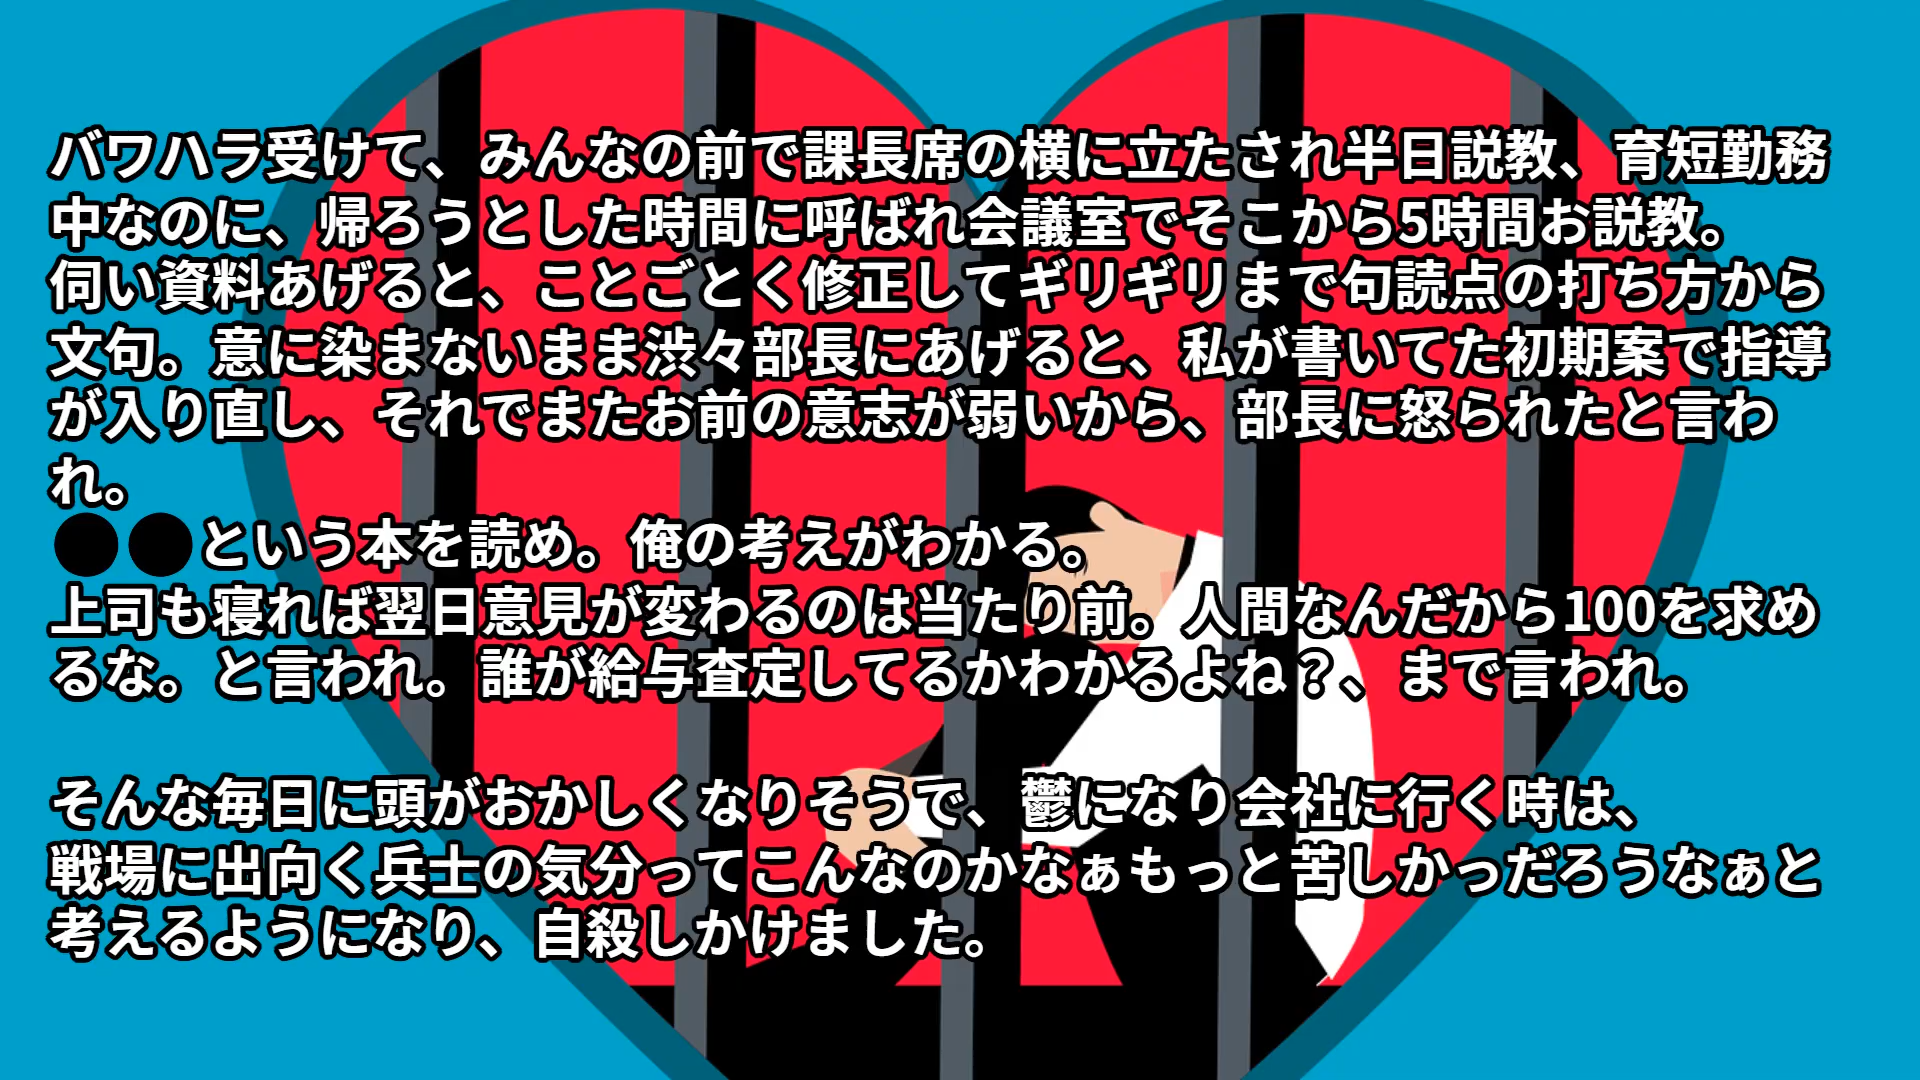 バワハラ受けて、みんなの前で課長席の横に立たされ半日説教、育短勤務
中なのに、帰ろうとした時間に呼ばれ会議室でそこから5時間お説教。
伺い資料あげると、ことごとく修正してギリギリまで句読点の打ち方から
文句。意に染まないまま渋々部長にあげると、私が書いてた初期案で指導
が入り直し、それでまたお前の意志が弱いから、部長に怒られたと言わ
れ。
●●という本を読め。俺の考えがわかる。
上司も寝れば翌日意見が変わるのは当たり前。人間なんだから100を求め
るな。と言われ。誰が給与査定してるかわかるよね？、まで言われ。
そんな毎日に頭がおかしくなりそうで、鬱になり会社に行く時は、
戦場に出向く兵士の気分ってこんなのかなぁもっと苦しかっだろうなぁと
考えるようになり、自殺しかけました。